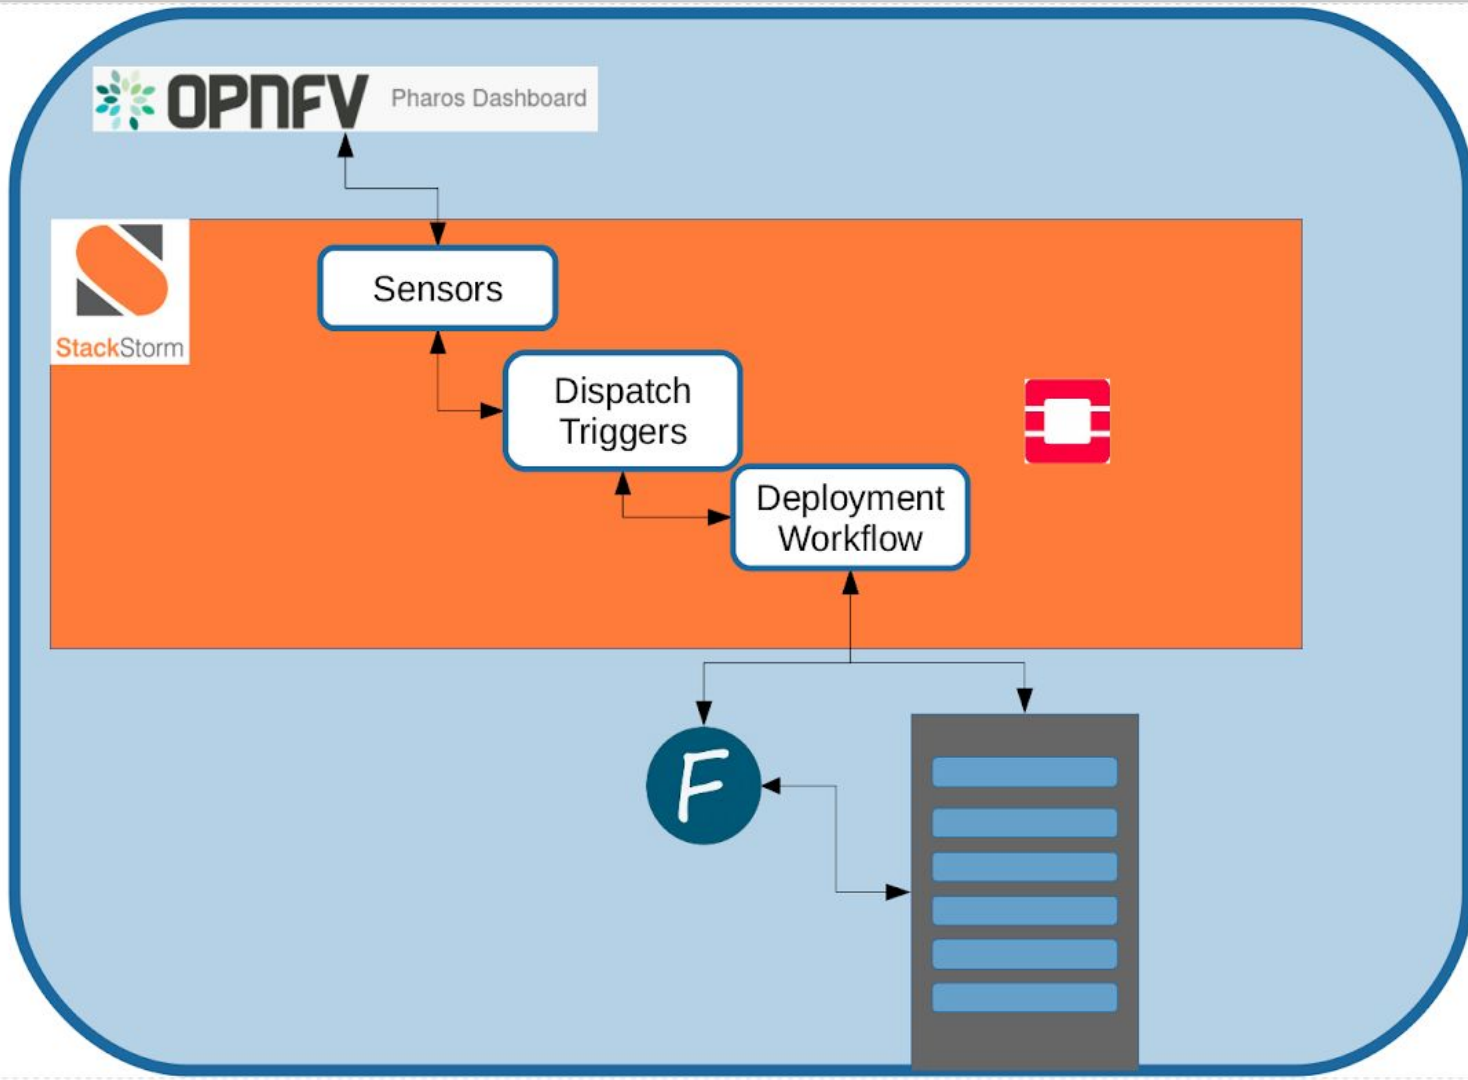 OPNFV Pharos Dashboard
Sensors
StackStorm
Dispatch
Triggers
Deployment
Workflow
F